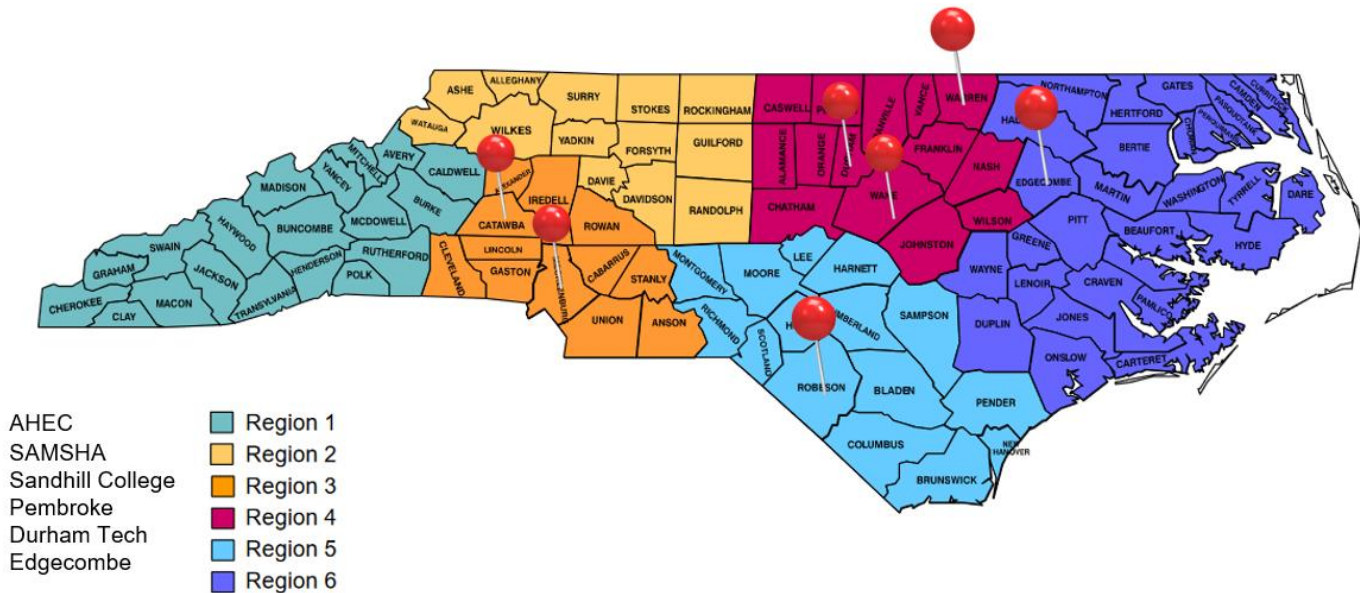 ASHE
ALLEGHANY
SURRY
STOKES
ROCKINGHAM
CASWELL
VANCE
WARREN
NORTHAMPTON
GATES
CURRITUCK
CAMDEN
PASQUOTANK
HERTFORD
WATAUGA
WILKES
YADKIN
FORSYTH
GUILFORD
ALAMANCE
ORANGE
FRANKLIN
NASH
BERTIE
AVERY
MITCHELL
YANCEY
CALDWELL
MADISON
BURKE
IREDELL
DAVIE
DAVIDSON
RANDOLPH
CHATHAM
WAKE
EDGECOMBE
MARTIN
WASHINGTON
TYRRELL
DARE
CATAWBA
ROWAN
WILSON
PITT
BEAUFORT
HYDE
SWAIN
HAYWOOD
BUNCOMBE
MCDOWELL
RUTHERFORD
CLEVELAND
LINCOLN
GASTON
CABARRUS
STANLY
MONTGOMERY
MOORE
LEE
HARNETT
JOHNSTON
GREENE
WAYNE
LENOIR
CRAVEN
PAMLICO
GRAHAM
JACKSON
HENDERSON
POLK
CHEROKEE
CLAY
MACON
TRANSYLVANIA
UNION
ANSON
RICHMOND
SCOTLAND
SAMPSON
DUPLIN
JONES
ONSLOW
CARTERET
ROBESON
BLADEN
PENDER
COLUMBUS
NEW
HANOVER
BRUNSWICK
AHEC
SAMSHA
Sandhill College
Pembroke
Durham Tech
Edgecombe
Region 1
Region 2
Region 3
Region 4
Region 5
Region 6